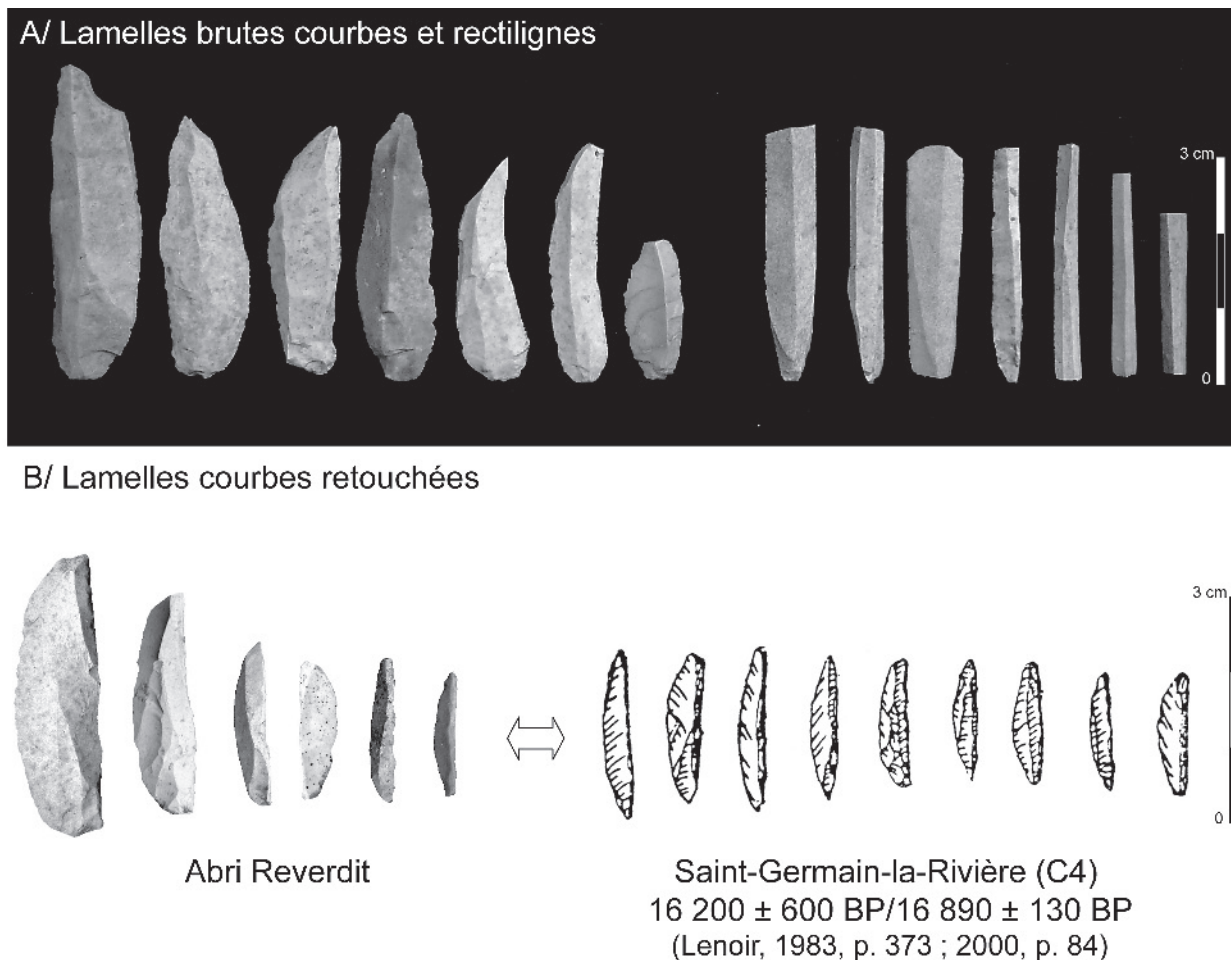 A/ Lamelles brutes courbes et rectilignes
3 cm
0
B/ Lamelles courbes retouchées
3 cm
0
Abri Reverdit
Saint-Germain-la-Rivière (C4)
16 200 ± 600 BP/16 890 ± 130 BP
(Lenoir, 1983, p. 373 ; 2000, p. 84)